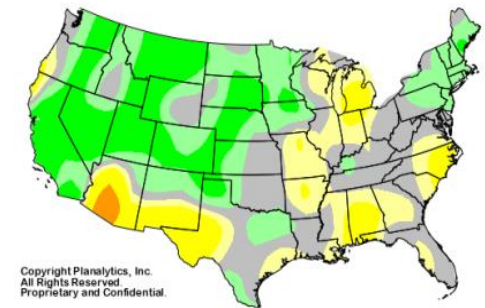 Copyright Planalytics, Inc.
All Rights Reserved.
Proprietary and Confidential.